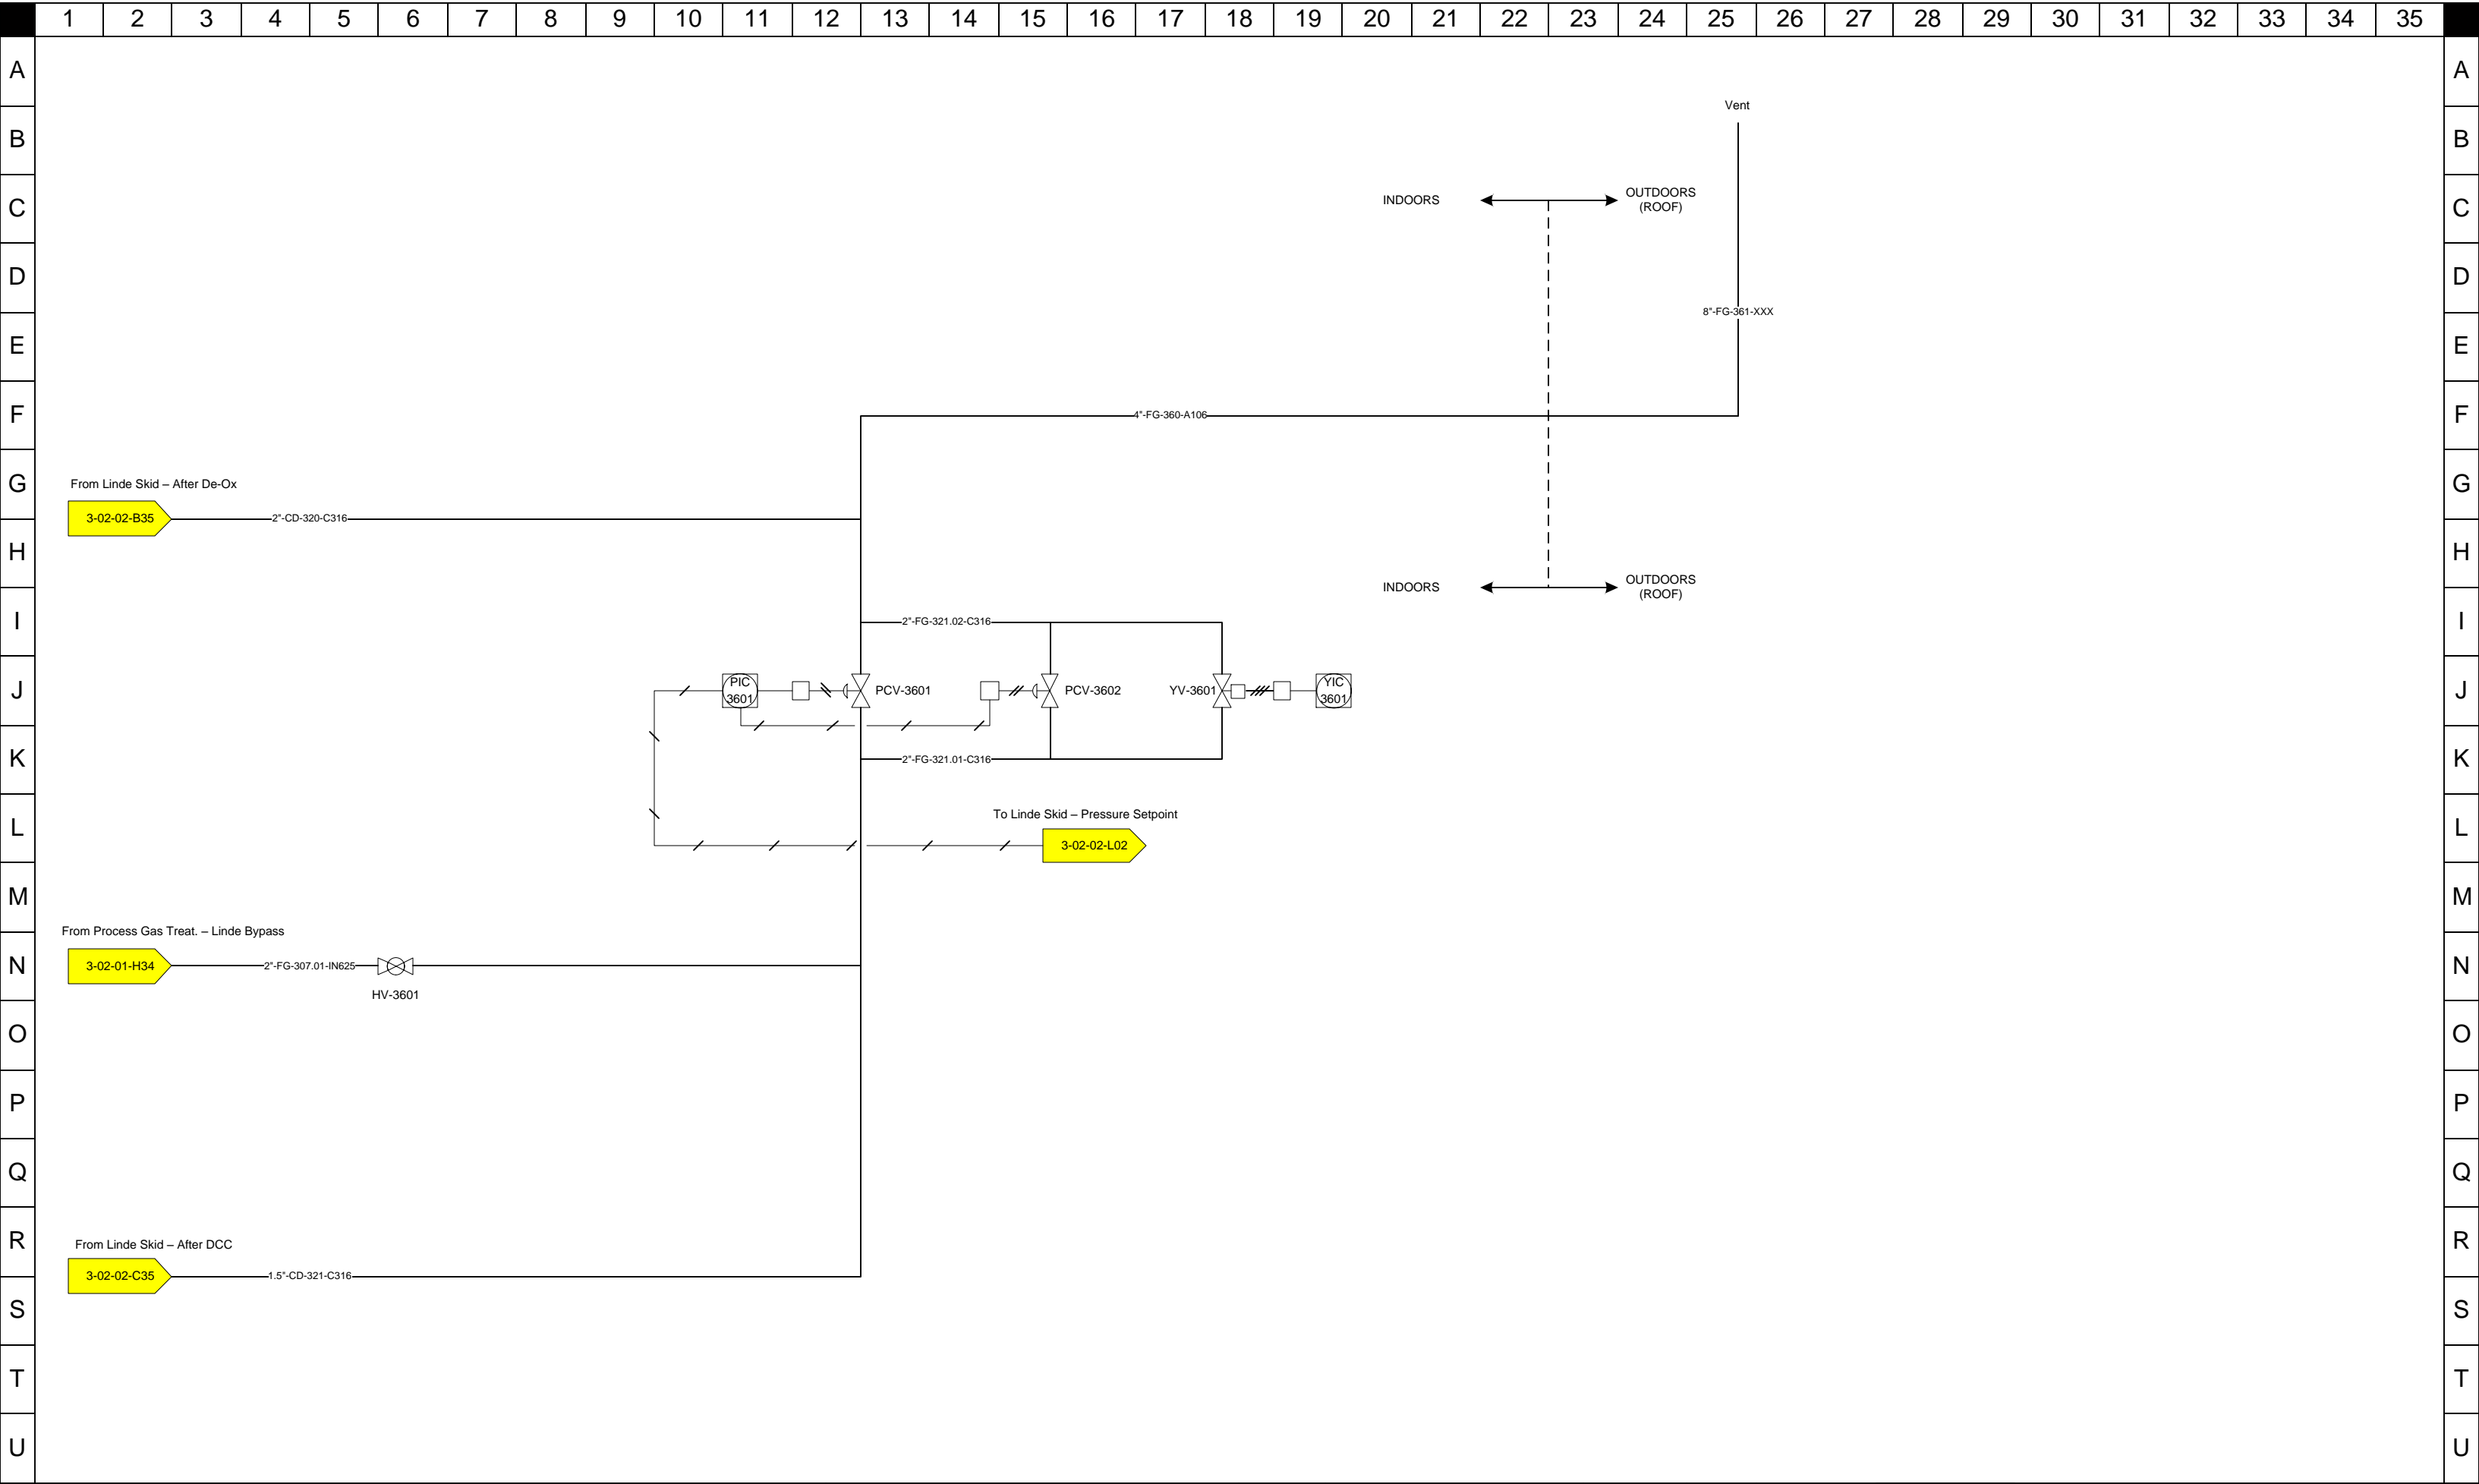 1 2 3 4 5 6 7 8 9 10 11 12 13 14 15 16 17 18 19 20 21 22 23 24 25 26 27 28 29 30 31 32 33 34 35
A A
Vent
B B
INDOORS
OUTDOORS
(ROOF)
C C
D D
8"-FG-361-XXX
E E
4"-FG-360-A106
F F
From Linde Skid – After De-Ox
G G
3-02-02-B35
2"-CD-320-C316
H H
INDOORS
OUTDOORS
(ROOF)
2"-FG-321.02-C316
I I
PIC
3601
PCV-3601
PCV-3602
YV-3601
YIC
3601
J J
2"-FG-321.01-C316
K K
To Linde Skid – Pressure Setpoint
L L
3-02-02-L02
M M
From Process Gas Treat. – Linde Bypass
3-02-01-H34
2"-FG-307.01-IN625
N N
HV-3601
O O
P P
Q Q
R R
From Linde Skid – After DCC
3-02-02-C35
1.5"-CD-321-C316
S S
T T
U U